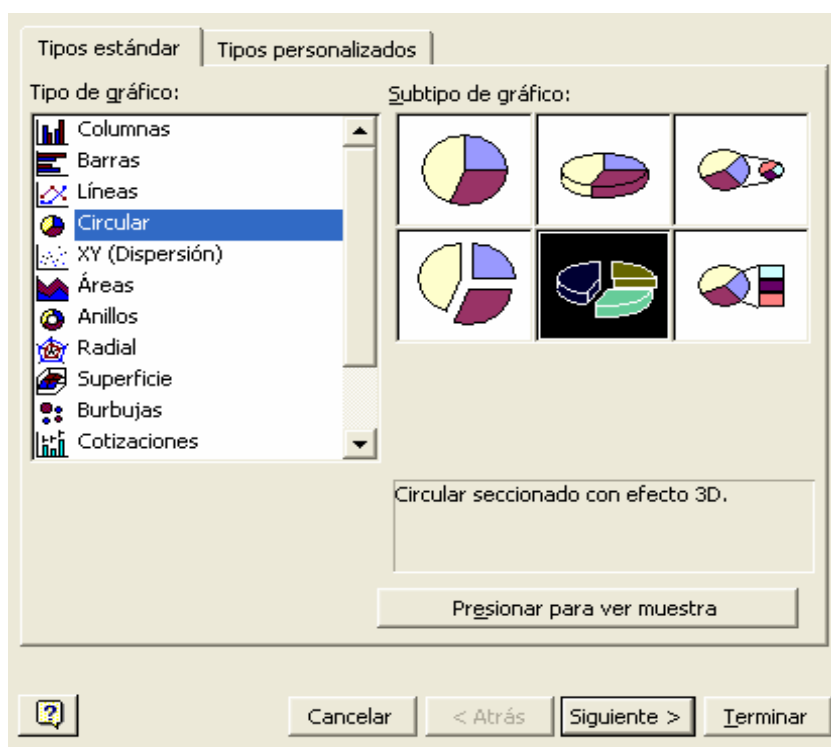 Tipos estándar
Tipos personalizados
Tipo de gráfico:
Subtipo de gráfico:
Columnas
Barras
Líneas
Circular
XY (Dispersión)
Áreas
Anillos
Radial
Superficie
Burbujas
Cotizaciones
Circular seccionado con efecto 3D.
Presionar para ver muestra
?
Cancelar
< Atrás
Siguiente >
Terminar